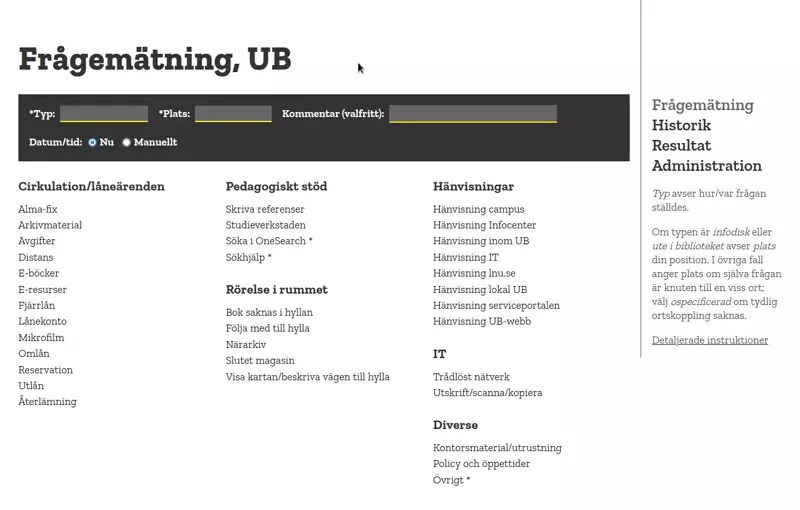 Frågemätning, UB
*Typ:
*Plats:
Kommentar (valfritt):
Datum/tid:
Nu
Manuellt
Cirkulation/låneärenden
Alma-fix
Arkivmaterial
Avgifter
Distans
E-böcker
E-resurser
Fjärrlån
Lånekonto
Mikrofilm
Omlån
Reservation
Utlån
Återlämning
Pedagogiskt stöd
Skriva referenser
Studieverkstaden
Söka i OneSearch *
Sökhjälp *
Rörelse i rummet
Bok saknas i hyllan
Följa med till hylla
Närarkiv
Slutet magasin
Visa kartan/beskriva vägen till hylla
Hänvisningar
Hänvisning campus
Hänvisning Infocenter
Hänvisning inom UB
Hänvisning IT
Hänvisning lnu.se
Hänvisning lokal UB
Hänvisning serviceportalen
Hänvisning UB-webb
IT
Trådlöst nätverk
Utskrift/scanna/kopiera
Diverse
Kontorsmaterial/utrustning
Policy och öppettider
Övrigt *
Frågemätning
Historik
Resultat
Administration
Typ avser hur/var frågan
ställdes.
Om typen är infodisk eller
ute i biblioteket avser plats
din position. I övriga fall
anger plats om själva frågan
är knuten till en viss ort;
välj ospecificerad om tydlig
ortskoppling saknas.
Detaljerade instruktioner